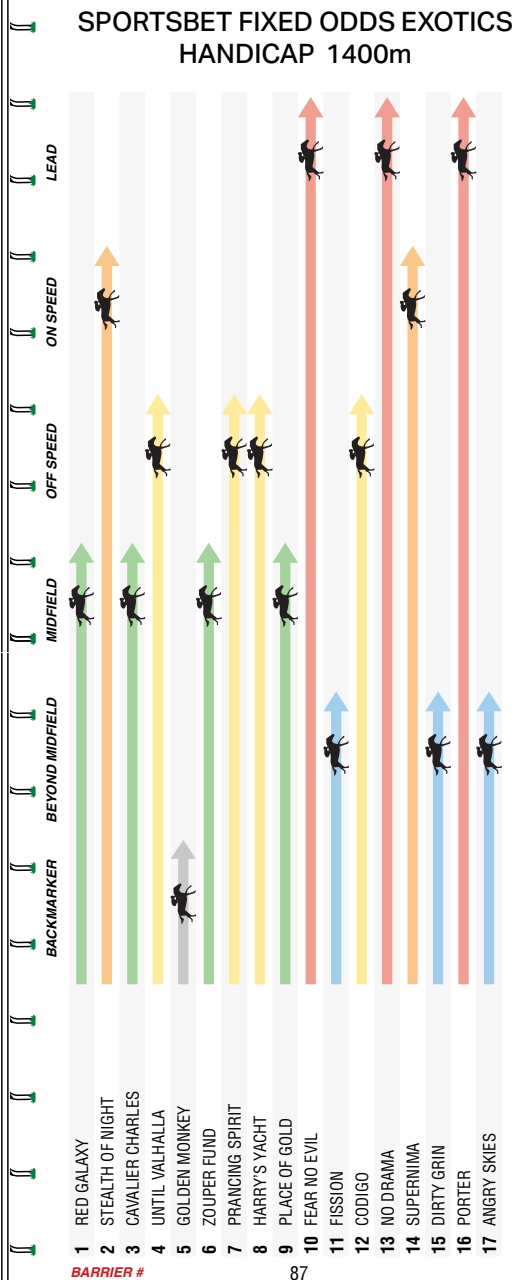 SPORTSBET FIXED ODDS EXOTICS
HANDICAP 1400m
LEAD
ON SPEED
OFF SPEED
MIDFIELD
BEYOND MIDFIELD
BACKMARKER
1 RED GALAXY
2 STEALTH OF NIGHT
3 CAVALIER CHARLES
4 UNTIL VALHALLA
5 GOLDEN MONKEY
6 ZOUPER FUND
7 PRANCING SPIRIT
8 HARRY'S YACHT
9 PLACE OF GOLD
10 FEAR NO EVIL
11 FISSION
12 CODIGO
13 NO DRAMA
14 SUPERNIMA
15 DIRTY GRIN
16 PORTER
17 ANGRY SKIES
BARRIER #
87